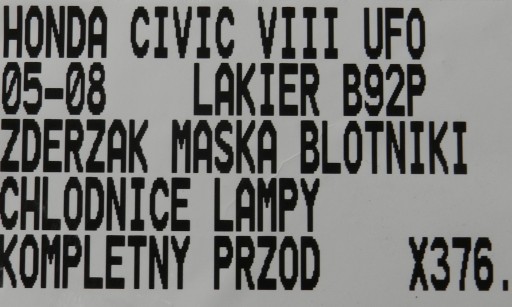 HONDA CIVIC VIII UFO
05-08 LAKIER B92P
ZDERZAK MASKA BLOTNIKI
CHLODNICE LAMPY
KOMPLETNY PRZOD X376.